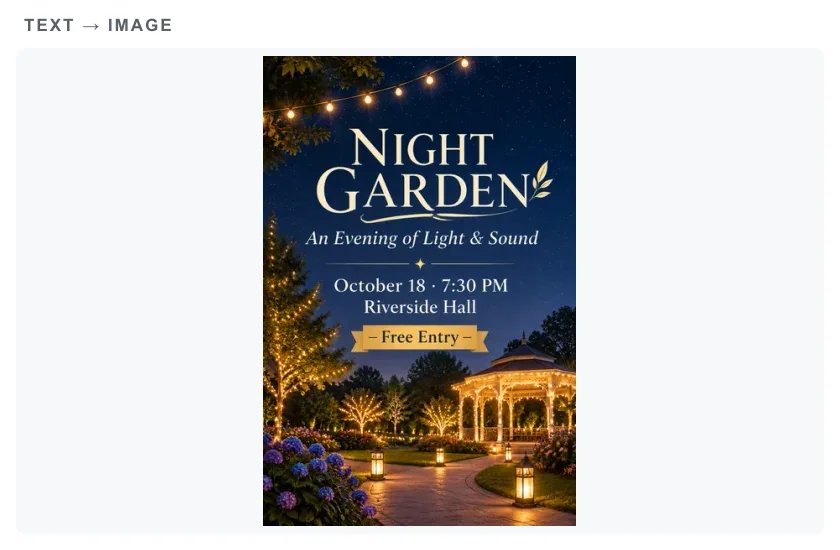 TEXT → IMAGE
NIGHT
GARDEN
An Evening of Light & Sound
October 18 · 7:30 PM
Riverside Hall
– Free Entry –